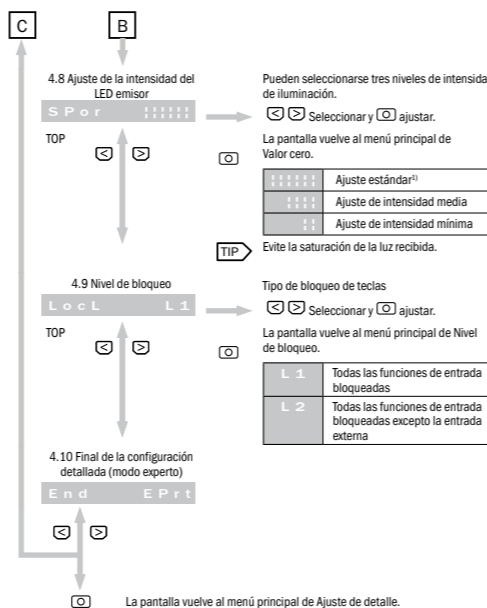 C
B
4.8 Ajuste de la intensidad del
LED emisor
SPor
TOP
Pueden seleccionarse tres niveles de intensida
de iluminación.
< > Seleccionar y O ajustar.
La pantalla vuelve al menú principal de
Valor cero.
Ajuste estándar¹⁾
Ajuste de intensidad media
Ajuste de intensidad mínima
TIP
Evite la saturación de la luz recibida.
4.9 Nivel de bloqueo
LocL L1
TOP
Tipo de bloqueo de teclas
< > Seleccionar y O ajustar.
La pantalla vuelve al menú principal de Nivel
de bloqueo.
L1 Todas las funciones de entrada
bloqueadas
L2 Todas las funciones de entrada
bloqueadas excepto la entrada
externa
4.10 Final de la configuración
detallada (modo experto)
End EPrt
La pantalla vuelve al menú principal de Ajuste de detalle.